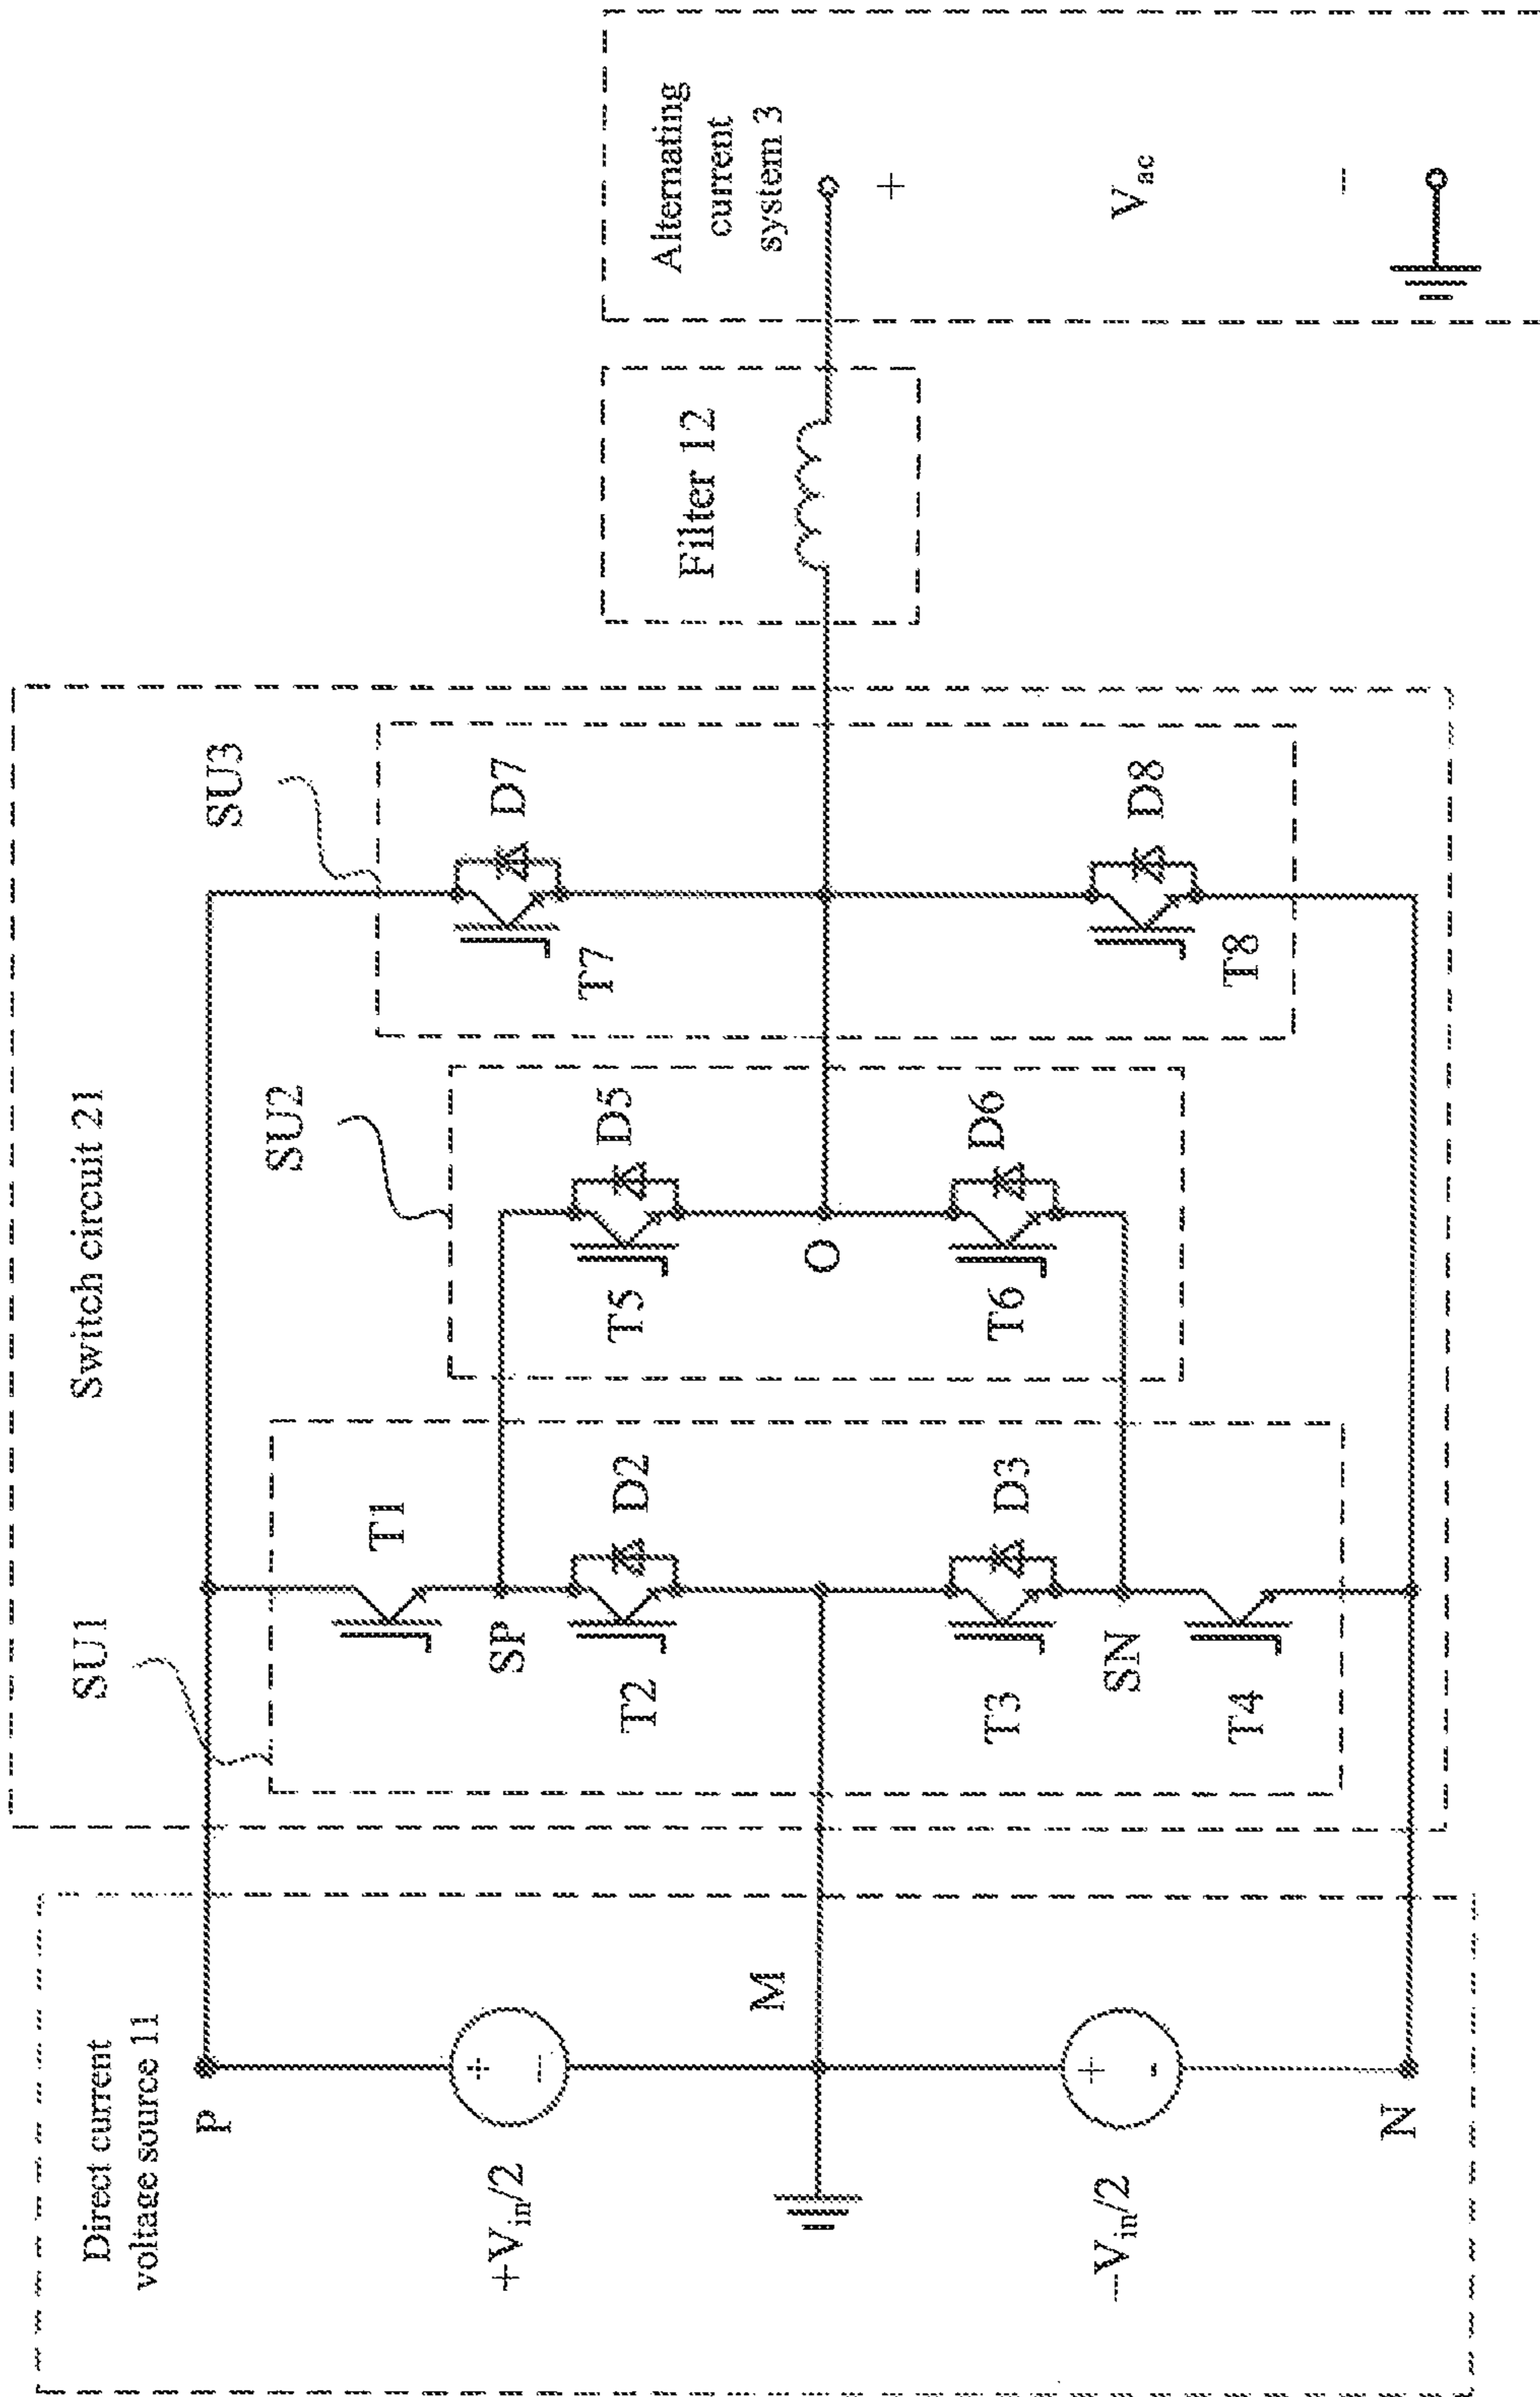 Direct current
voltage source 11
P
+Vin/2
M
−Vin/2
N
Switch circuit 21
SU1
T1
SP
T2
D2
T3
D3
SN
T4
SU2
T5
D5
O
T6
D6
SU3
T7
D7
T8
D8
Filter 12
Alternating
current
system 3
+
Vac
−